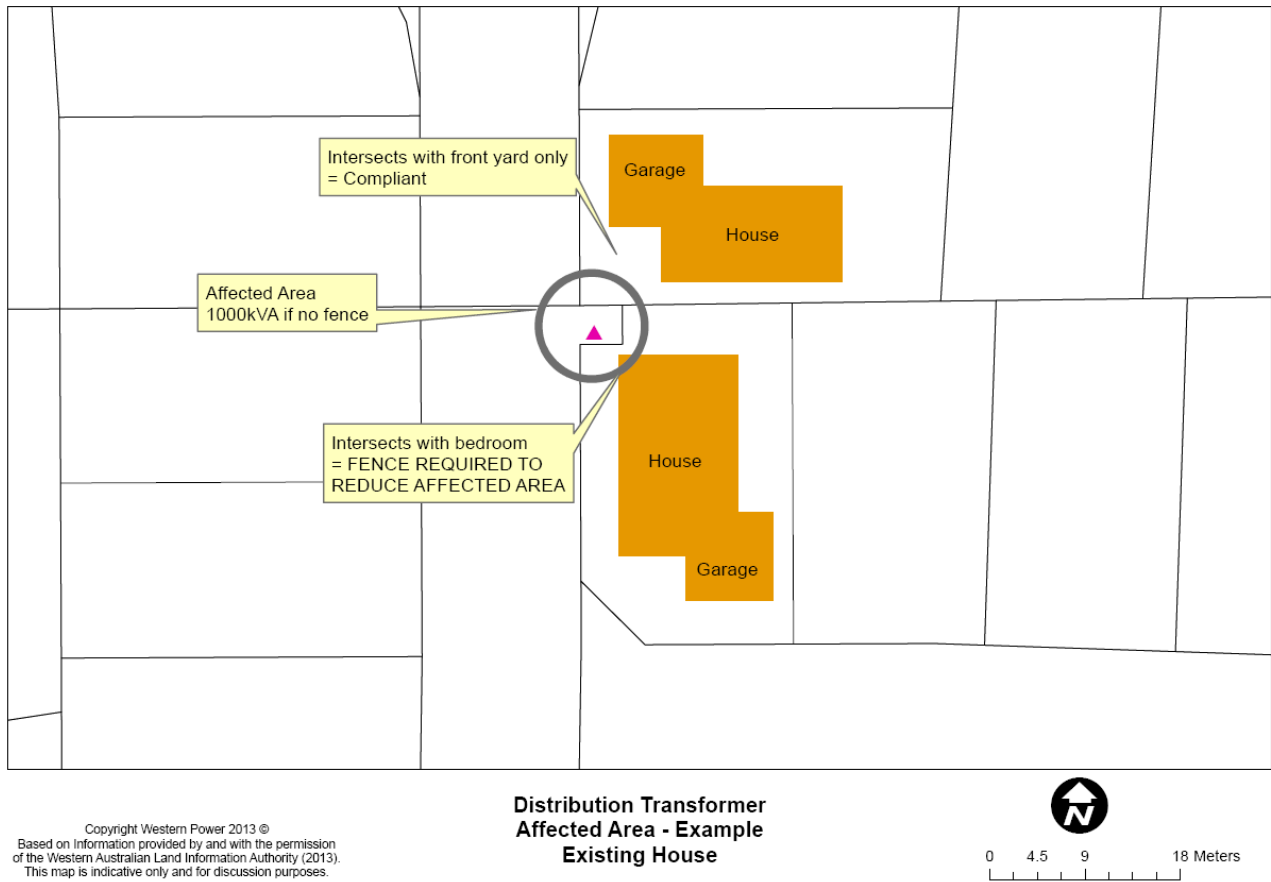 Intersects with front yard only
= Compliant
Garage
House
Affected Area
1000kVA if no fence
Intersects with bedroom
= FENCE REQUIRED TO
REDUCE AFFECTED AREA
House
Garage
Copyright Western Power 2013 ©
Based on Information provided by and with the permission
of the Western Australian Land Information Authority (2013).
This map is indicative only and for discussion purposes.
Distribution Transformer
Affected Area - Example
Existing House
N
0 4.5 9 18 Meters